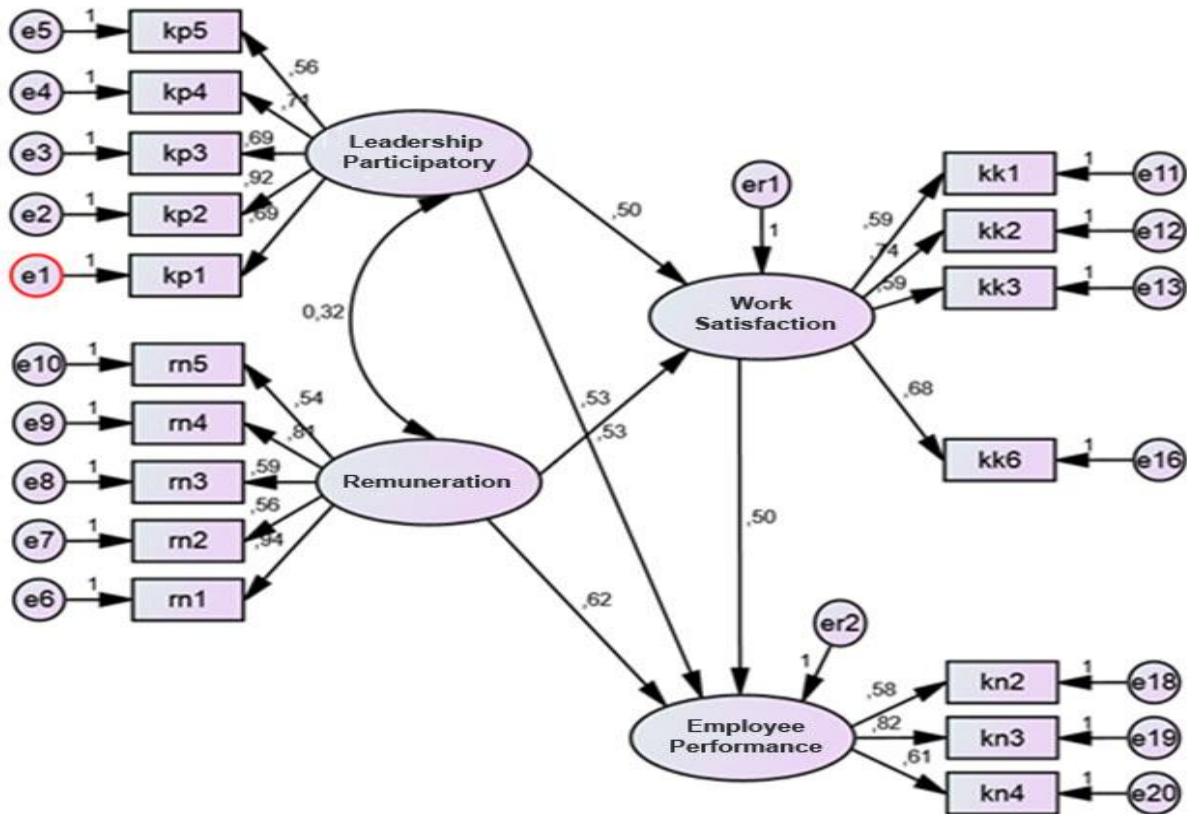 e5 1 kp5
,56
e4 1 kp4
,71
e3 1 kp3
,69
e2 1 kp2
,92
e1 1 kp1
,69
Leadership
Participatory
0,32
e10 1 rn5
,54
e9 1 rn4
,81
e8 1 rn3
,59
e7 1 rn2
,56
e6 1 rn1
,94
Remuneration
,50
,53
,53
,62
er1
1
Work
Satisfaction
,59
kk1 1 e11
,74
kk2 1 e12
,59
kk3 1 e13
,68
kk6 1 e16
,50
er2
1
Employee
Performance
,58
kn2 1 e18
,82
kn3 1 e19
,61
kn4 1 e20